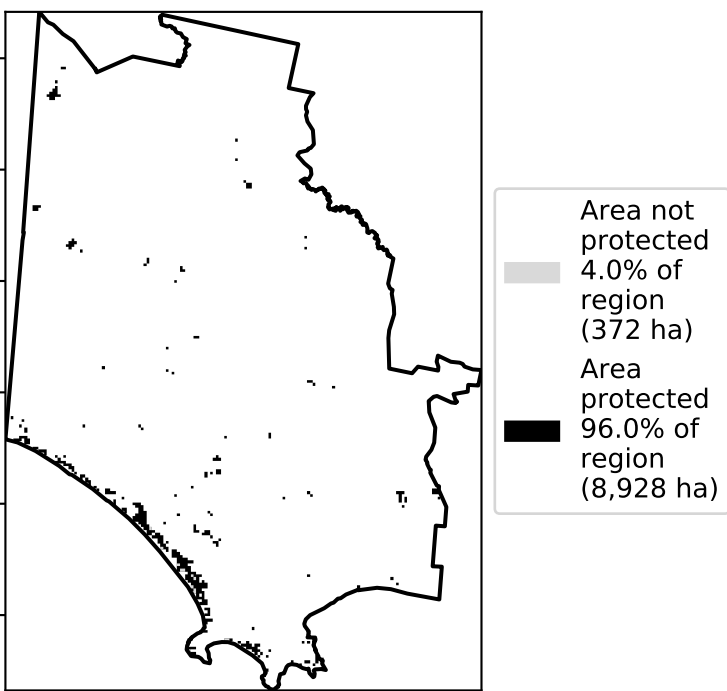 Area not
protected
4.0% of
region
(372 ha)
Area
protected
96.0% of
region
(8,928 ha)